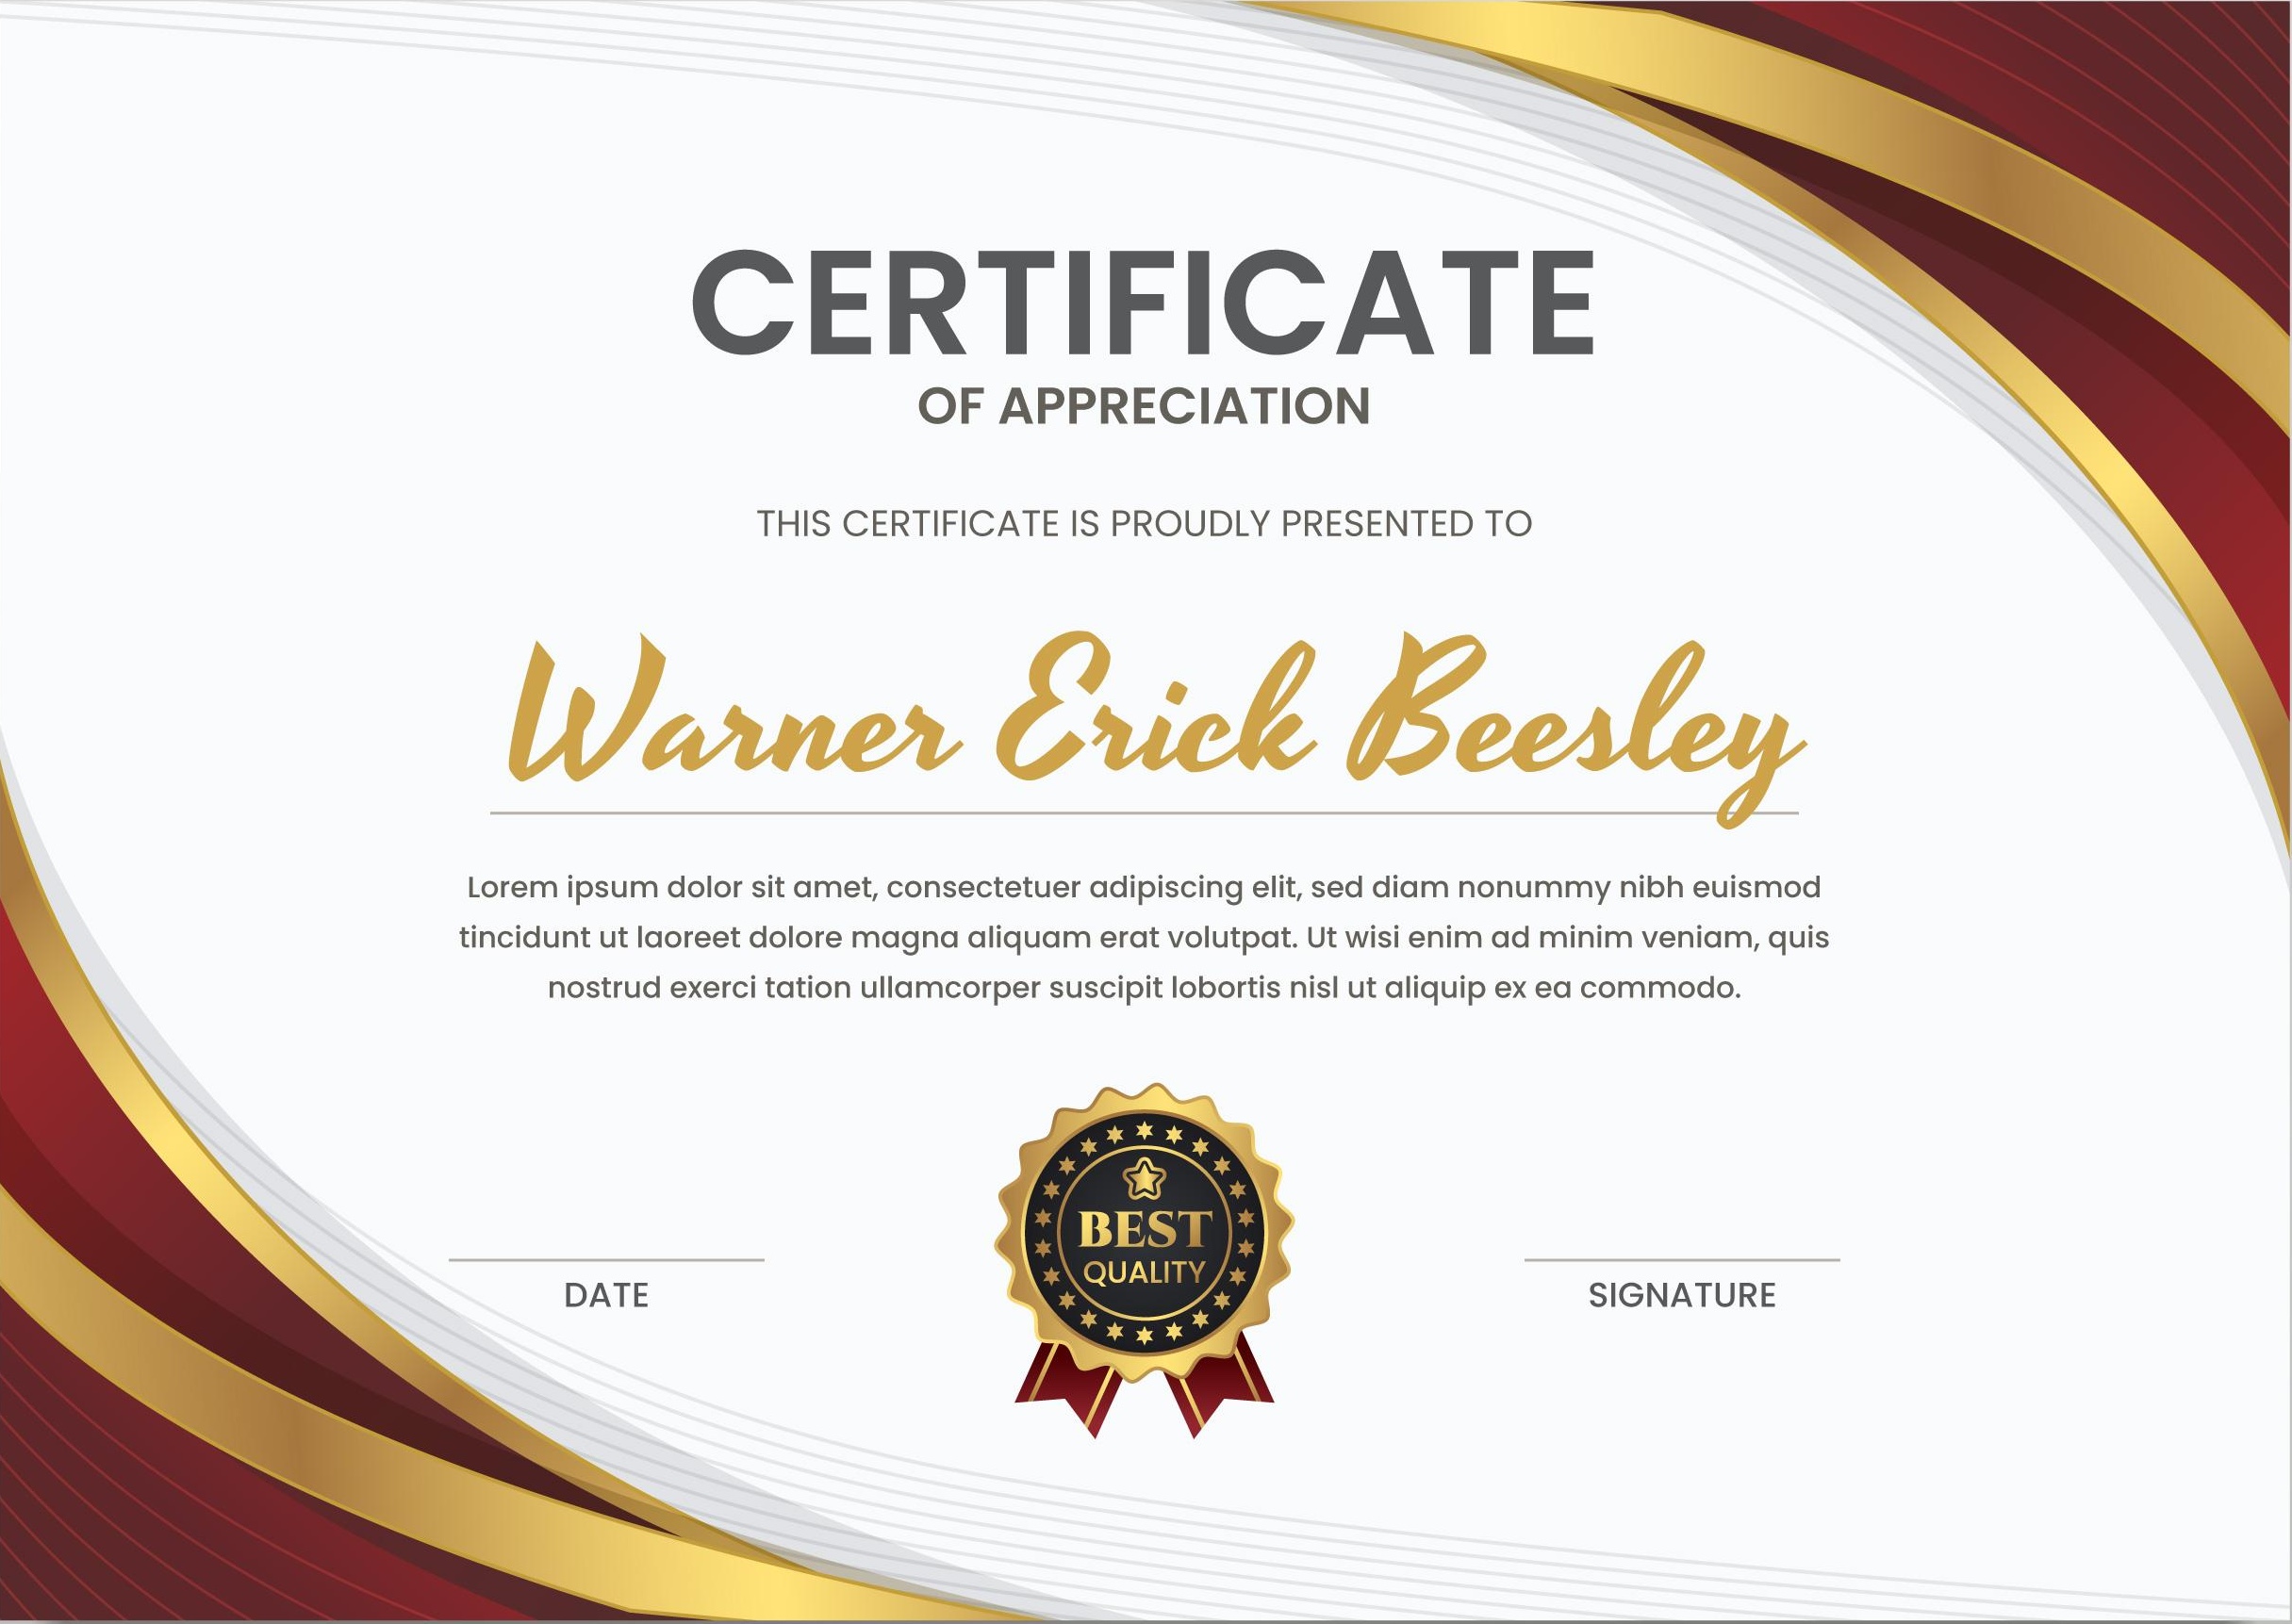 CERTIFICATE
OF APPRECIATION
THIS CERTIFICATE IS PROUDLY PRESENTED TO
Warner Erick Beesley
Lorem ipsum dolor sit amet, consectetuer adipiscing elit, sed diam nonummy nibh euismod
tincidunt ut laoreet dolore magna aliquam erat volutpat. Ut wisi enim ad minim veniam, quis
nostrud exerci tation ullamcorper suscipit lobortis nisl ut aliquip ex ea commodo.
BEST
QUALITY
DATE
SIGNATURE